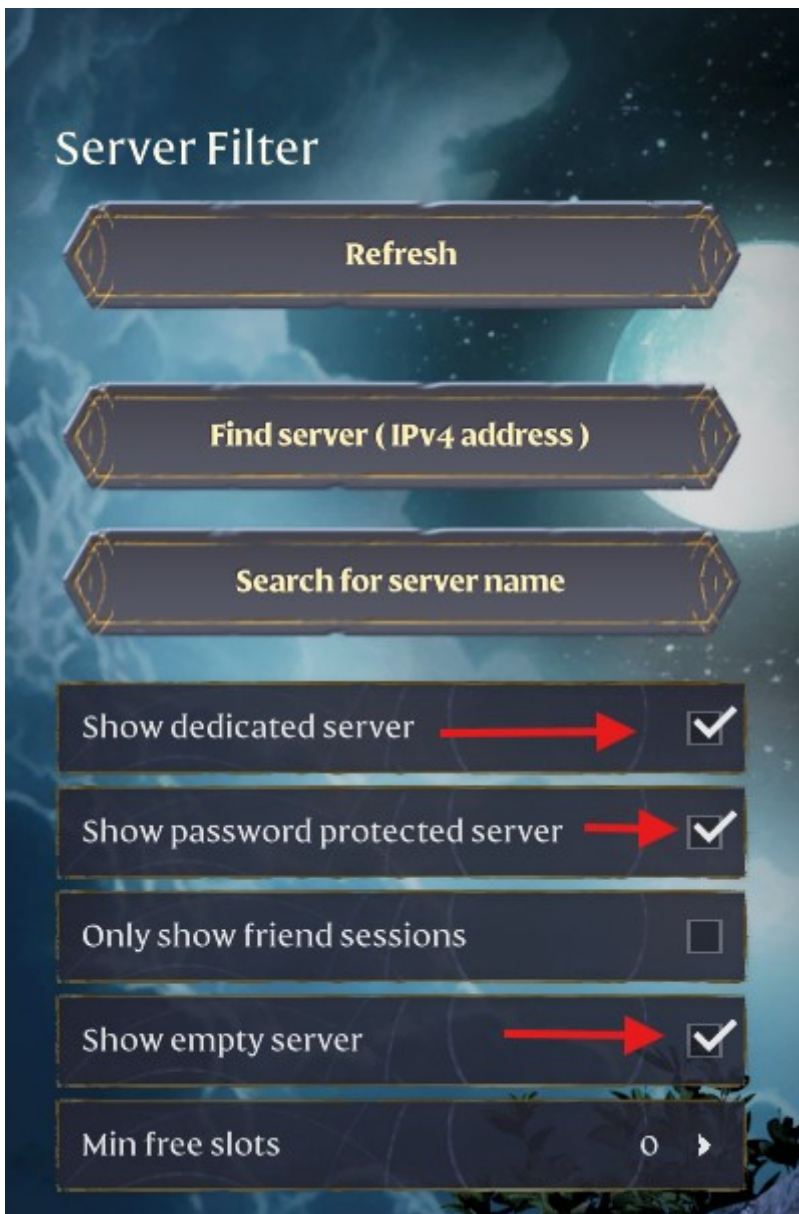 Server Filter
Refresh
Find server ( IPv4 address )
Search for server name
Show dedicated server
Show password protected server
Only show friend sessions
Show empty server
Min free slots 0